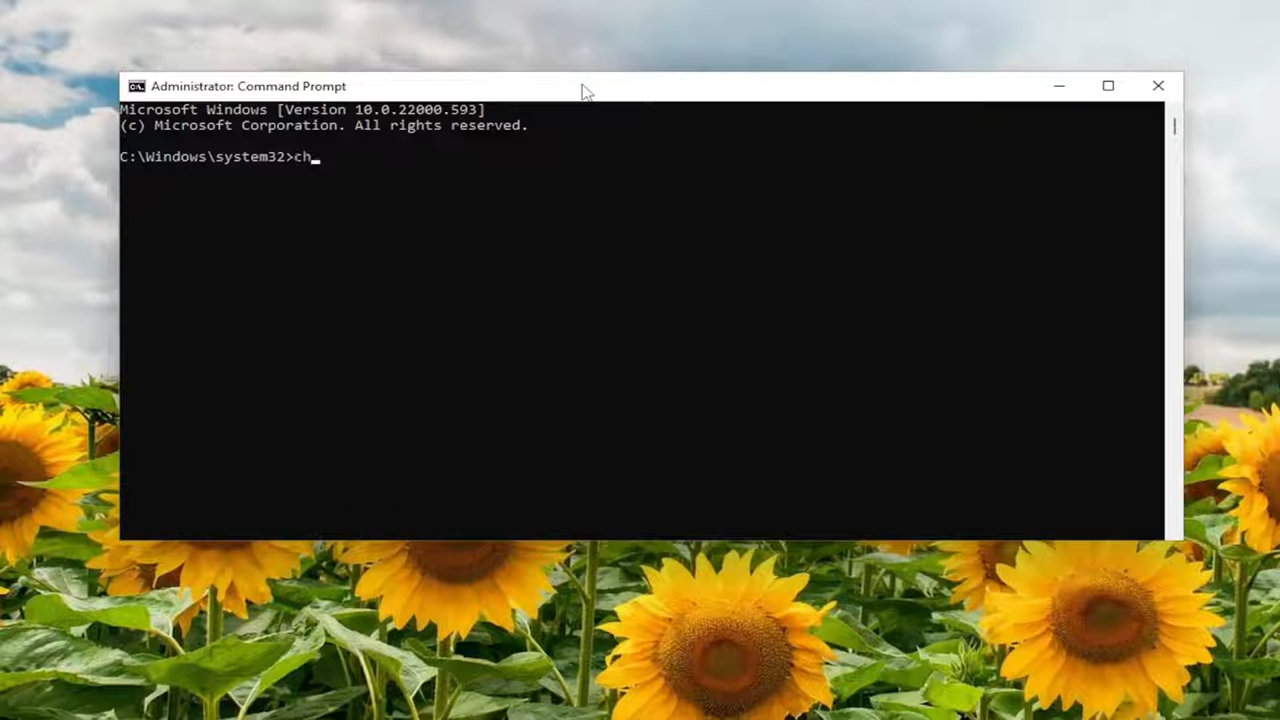 Administrator: Command Prompt
Microsoft Windows [Version 10.0.22000.593]
(c) Microsoft Corporation. All rights reserved.
C:\Windows\system32>ch